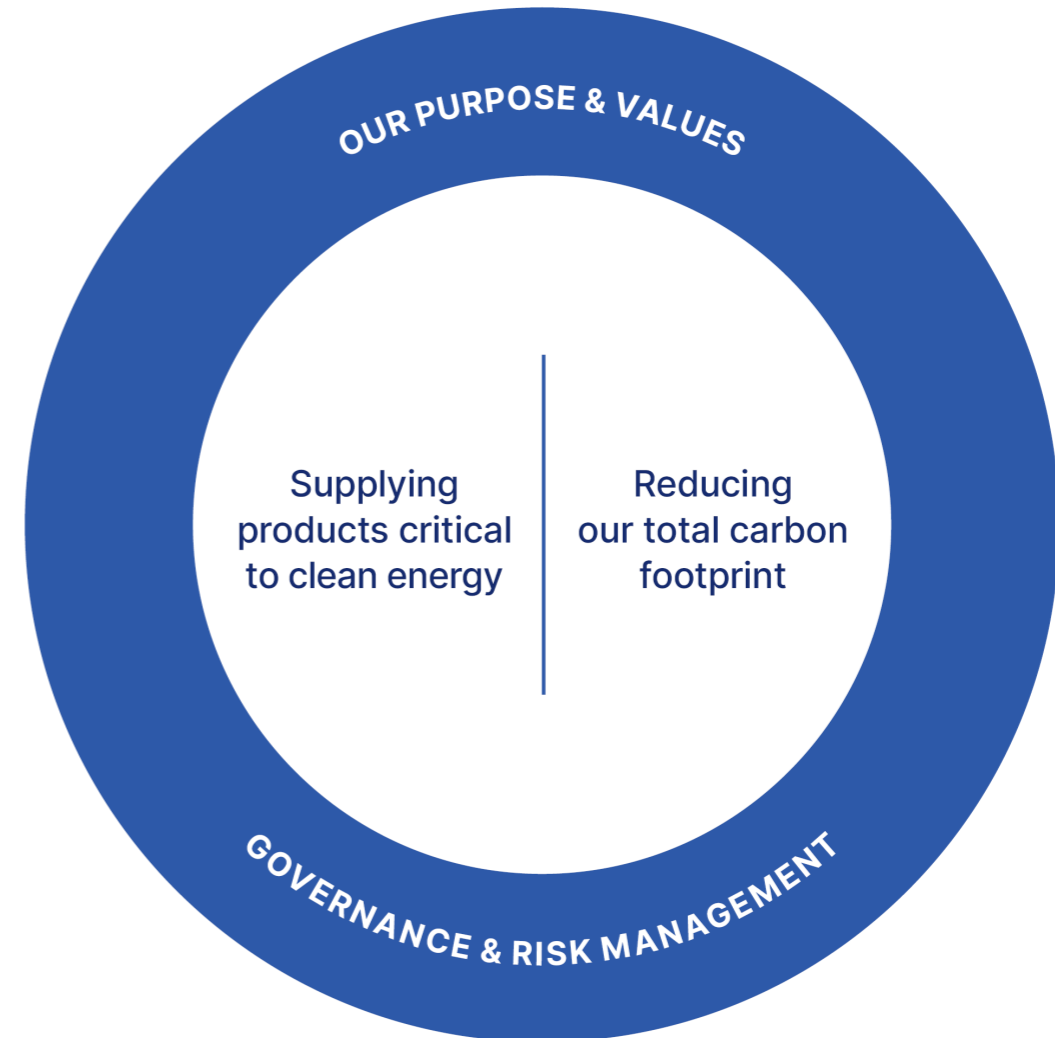 OUR PURPOSE & VALUES
Supplying
products critical
to clean energy
Reducing
our total carbon
footprint
GOVERNANCE & RISK MANAGEMENT